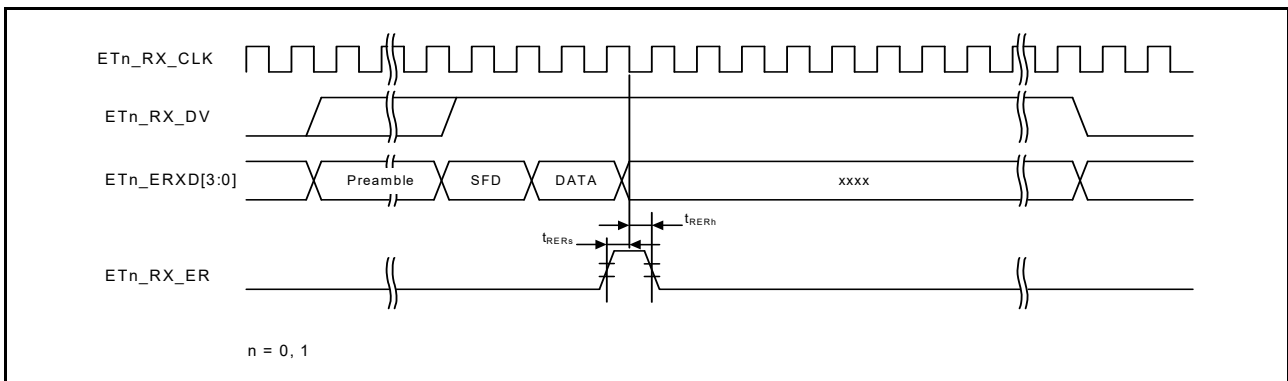 ETn_RX_CLK
ETn_RX_DV
ETn_ERXD[3:0]
Preamble
SFD
DATA
xxxx
tRERh
tRERs
ETn_RX_ER
n = 0, 1